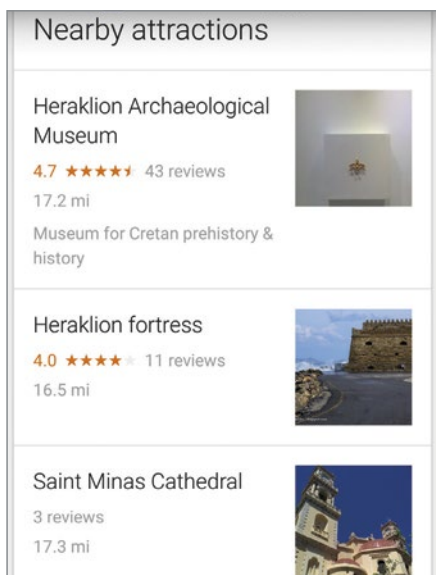 Nearby attractions
Heraklion Archaeological
Museum
4.7 ★★★★★ 43 reviews
17.2 mi
Museum for Cretan prehistory &
history
Heraklion fortress
4.0 ★★★★★ 11 reviews
16.5 mi
Saint Minas Cathedral
3 reviews
17.3 mi